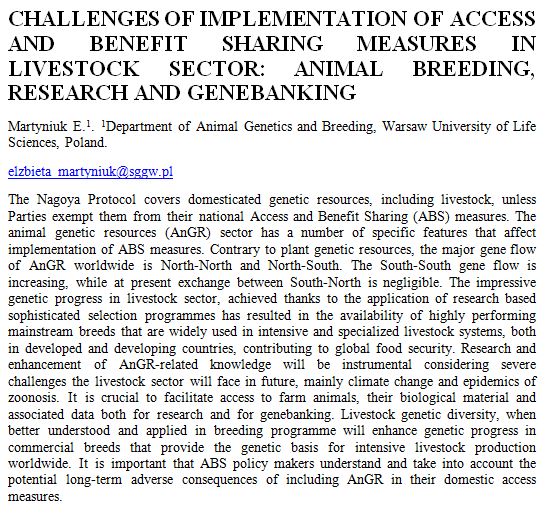 CHALLENGES OF IMPLEMENTATION OF ACCESS
AND BENEFIT SHARING MEASURES IN
LIVESTOCK SECTOR: ANIMAL BREEDING,
RESEARCH AND GENEBANKING
Martyniuk E.¹. ¹Department of Animal Genetics and Breeding, Warsaw University of Life
Sciences, Poland.
elzbieta_martyniuk@sggw.pl
The Nagoya Protocol covers domesticated genetic resources, including livestock, unless
Parties exempt them from their national Access and Benefit Sharing (ABS) measures. The
animal genetic resources (AnGR) sector has a number of specific features that affect
implementation of ABS measures. Contrary to plant genetic resources, the major gene flow
of AnGR worldwide is North-North and North-South. The South-South gene flow is
increasing, while at present exchange between South-North is negligible. The impressive
genetic progress in livestock sector, achieved thanks to the application of research based
sophisticated selection programmes has resulted in the availability of highly performing
mainstream breeds that are widely used in intensive and specialized livestock systems, both
in developed and developing countries, contributing to global food security. Research and
enhancement of AnGR-related knowledge will be instrumental considering severe
challenges the livestock sector will face in future, mainly climate change and epidemics of
zoonosis. It is crucial to facilitate access to farm animals, their biological material and
associated data both for research and for genebanking. Livestock genetic diversity, when
better understood and applied in breeding programme will enhance genetic progress in
commercial breeds that provide the genetic basis for intensive livestock production
worldwide. It is important that ABS policy makers understand and take into account the
potential long-term adverse consequences of including AnGR in their domestic access
measures.